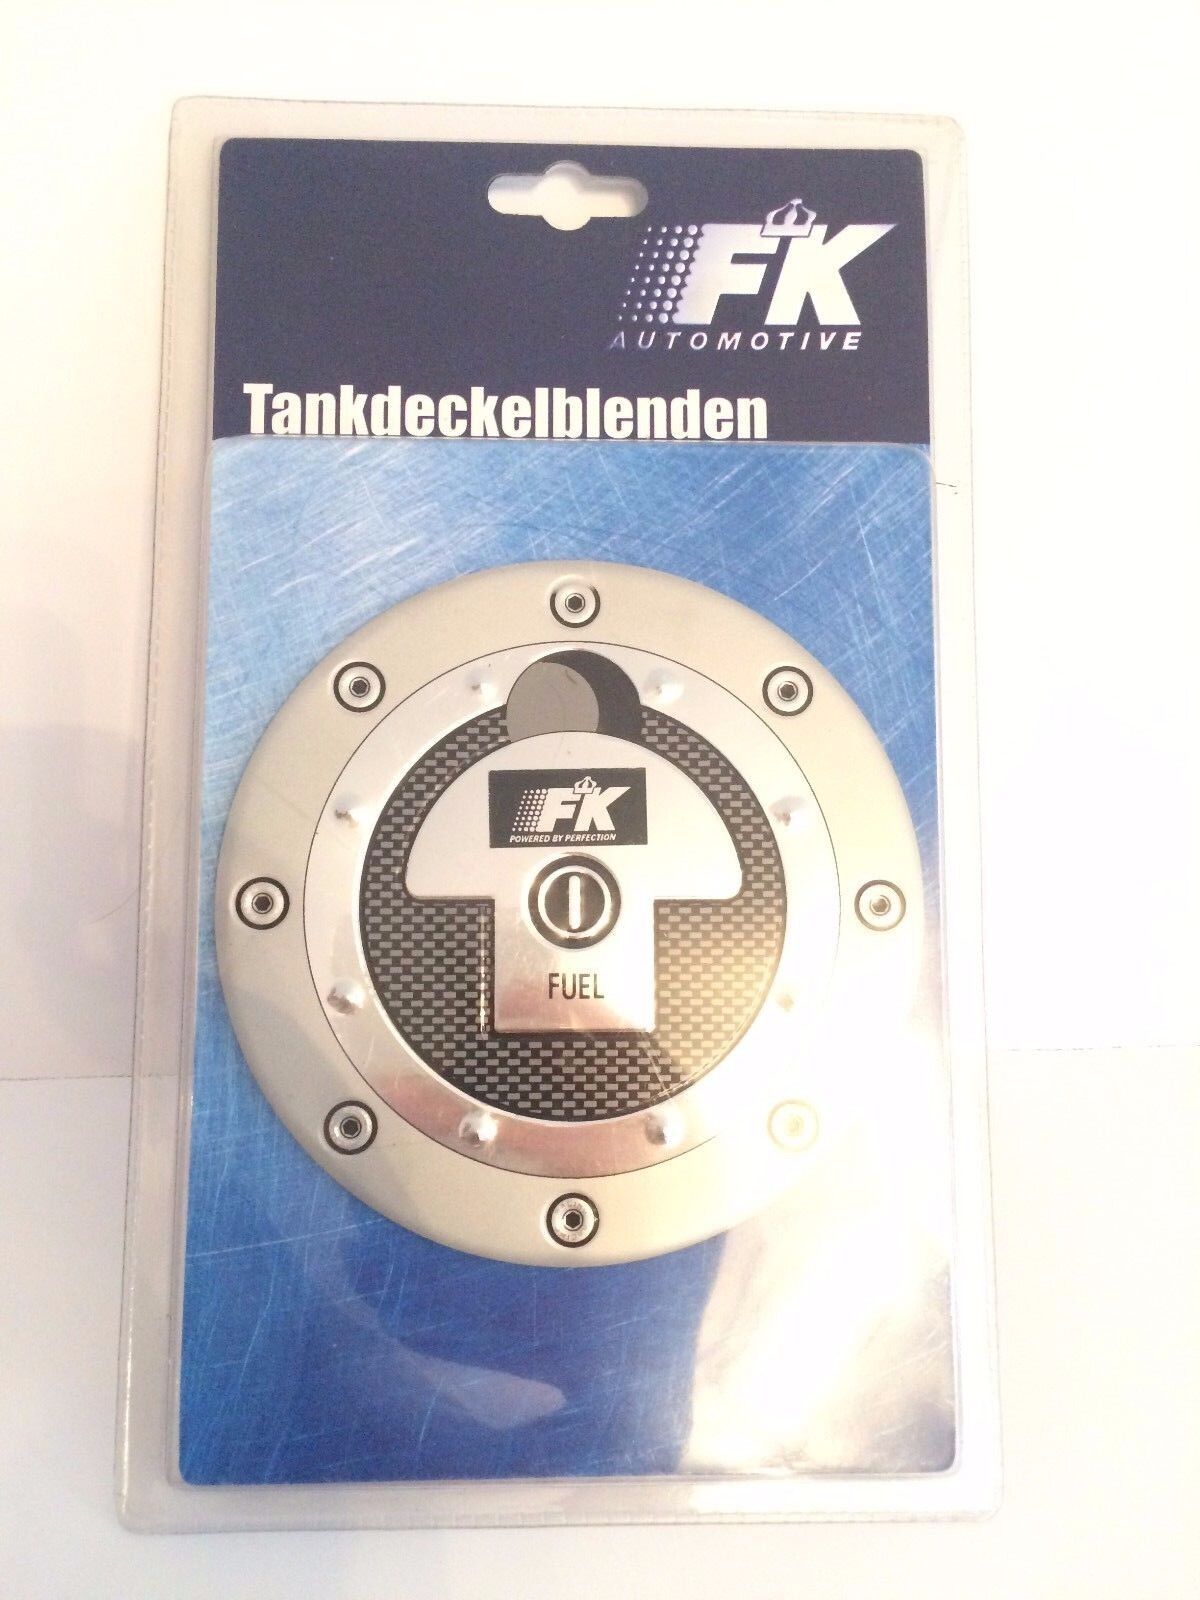 FK
AUTOMOTIVE
Tankdeckelblenden
FK
POWERED BY PERFECTION
FUEL